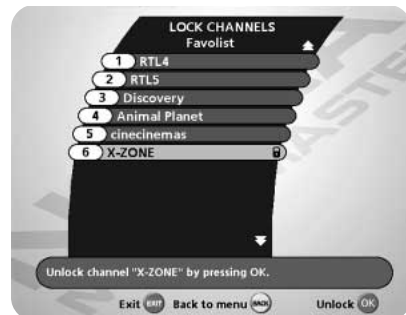 LOCK CHANNELS
Favolist
1 RTL4
2 RTL5
3 Discovery
4 Animal Planet
5 cinecinemas
6 X-ZONE
Unlock channel "X-ZONE" by pressing OK.
Exit EXIT Back to menu BACK Unlock OK